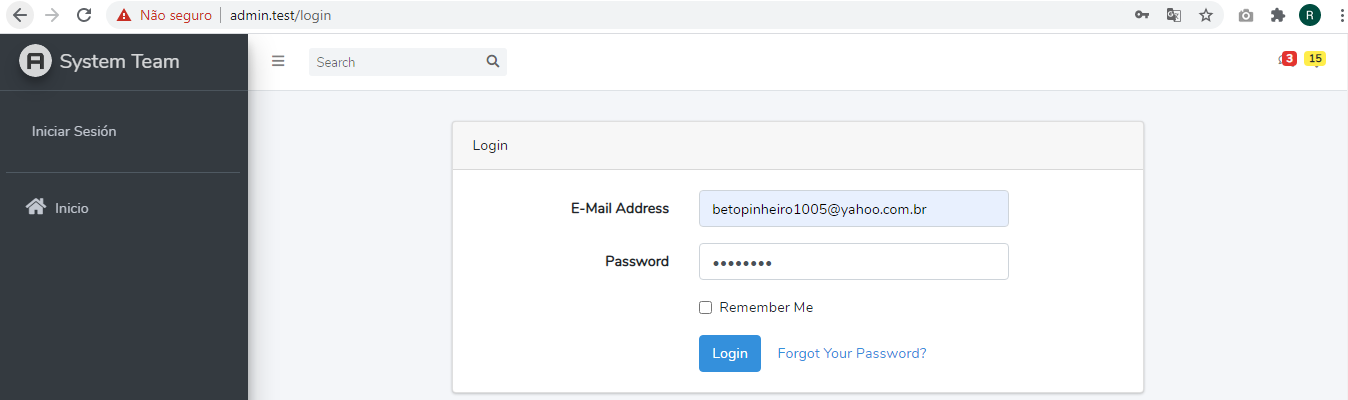 Não seguro | admin.test/login
R
System Team
Search
3
15
Iniciar Sesión
Inicio
Login
E-Mail Address
betopinheiro1005@yahoo.com.br
Password
••••••••
Remember Me
Login
Forgot Your Password?